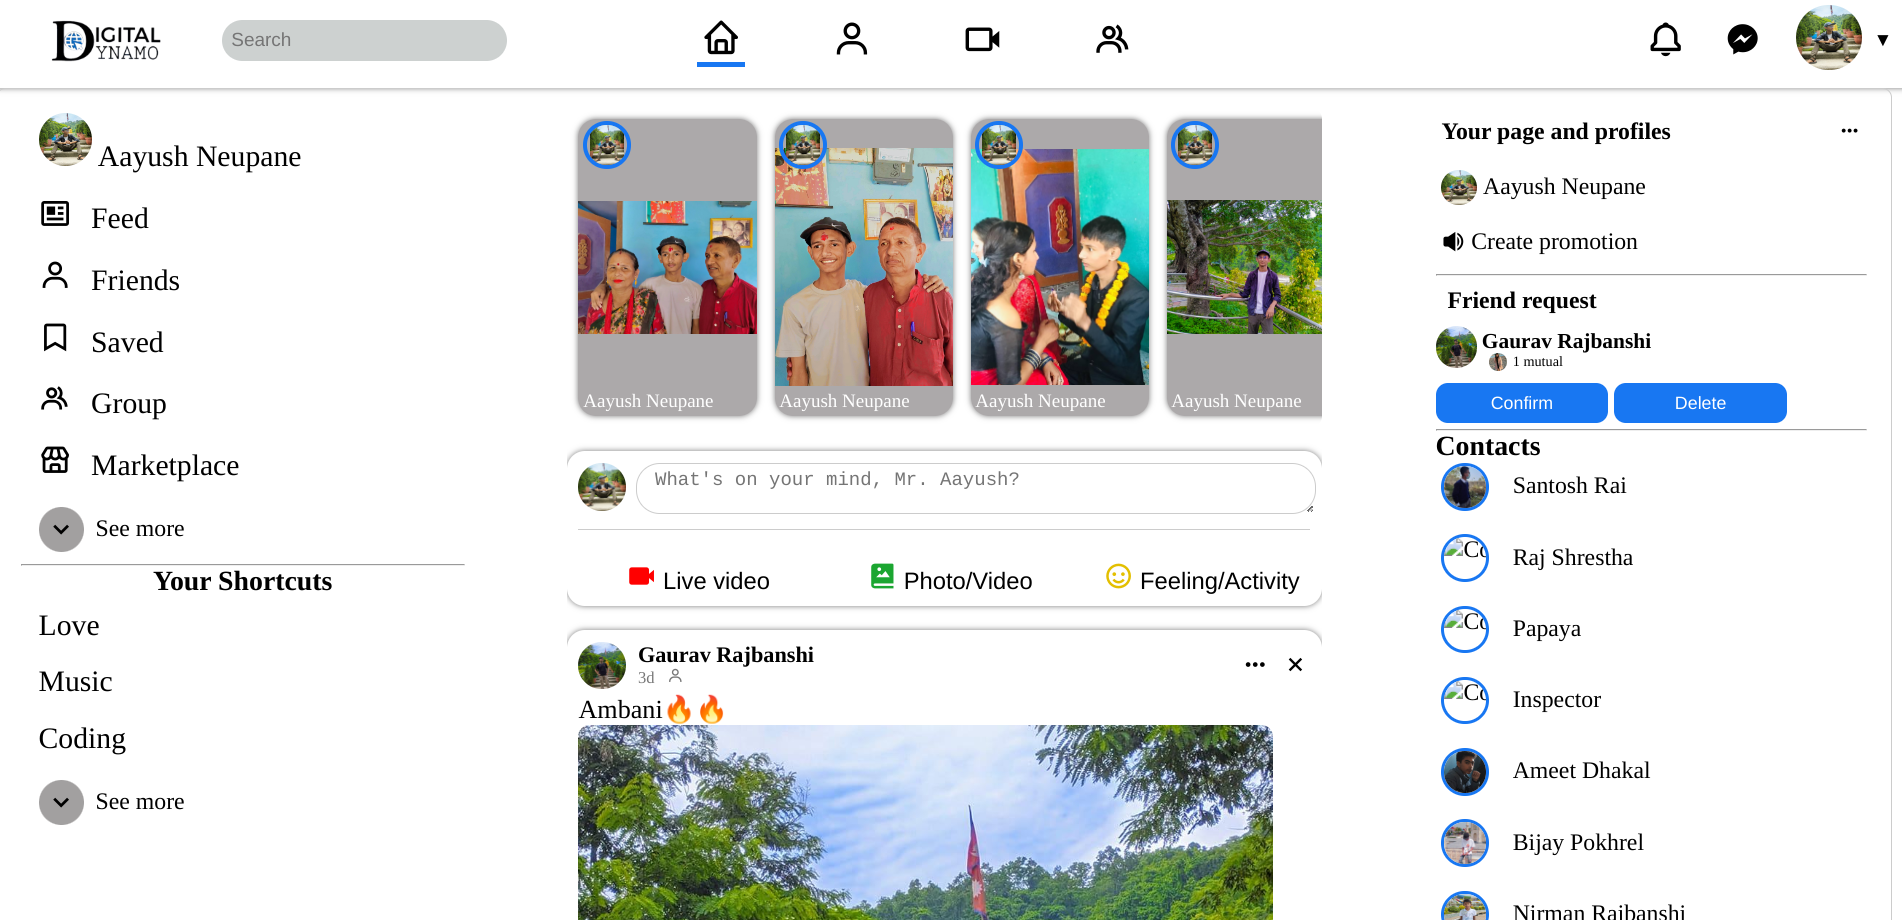 DIGITAL
YNAMO
Search
Aayush Neupane
Feed
Friends
Saved
Group
Marketplace
See more
Your Shortcuts
Love
Music
Coding
See more
Aayush Neupane
Aayush Neupane
Aayush Neupane
Aayush Neupane
What's on your mind, Mr. Aayush?
Live video
Photo/Video
Feeling/Activity
Gaurav Rajbanshi
3d
Ambani🔥🔥
Your page and profiles
Aayush Neupane
Create promotion
Friend request
Gaurav Rajbanshi
1 mutual
Confirm
Delete
Contacts
Santosh Rai
Co
Raj Shrestha
Co
Papaya
Co
Inspector
Ameet Dhakal
Bijay Pokhrel
Nirman Rajbanshi